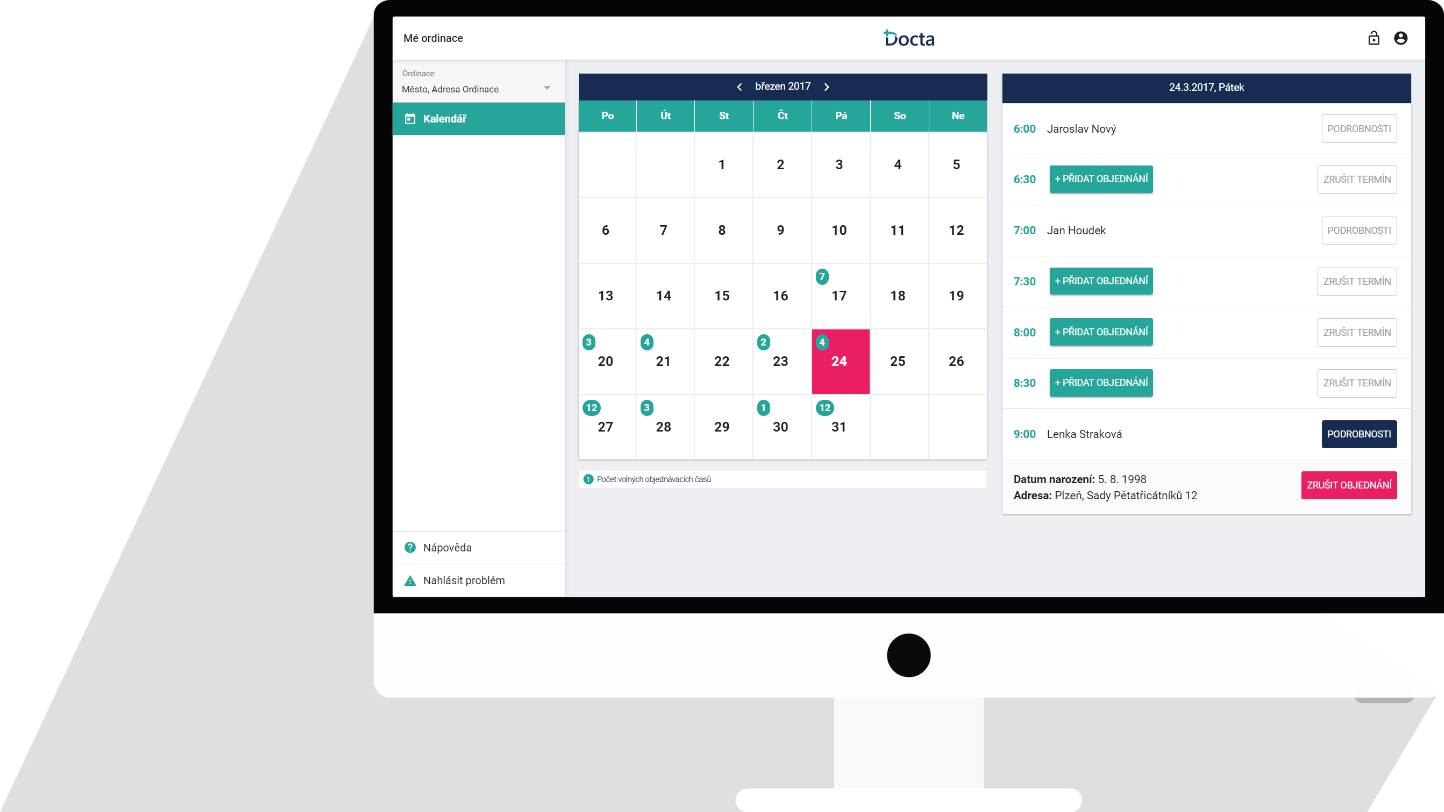 Mé ordinace
Docta
Ordinace
Město, Adresa Ordinace
Kalendář
Nápověda
Nahlásit problém
březen 2017
Po Út St Čt Pá So Ne
1 2 3 4 5
6 7 8 9 10 11 12
7
13 14 15 16 17 18 19
3 4 2 4
20 21 22 23 24 25 26
12 3 1 12
27 28 29 30 31
1 Počet volných objednávacích časů
24.3.2017, Pátek
6:00 Jaroslav Nový PODROBNOSTI
6:30 + PŘIDAT OBJEDNÁNÍ ZRUŠIT TERMÍN
7:00 Jan Houdek PODROBNOSTI
7:30 + PŘIDAT OBJEDNÁNÍ ZRUŠIT TERMÍN
8:00 + PŘIDAT OBJEDNÁNÍ ZRUŠIT TERMÍN
8:30 + PŘIDAT OBJEDNÁNÍ ZRUŠIT TERMÍN
9:00 Lenka Straková PODROBNOSTI
Datum narození: 5. 8. 1998
Adresa: Plzeň, Sady Pětatřicátníků 12
ZRUŠIT OBJEDNÁNÍ